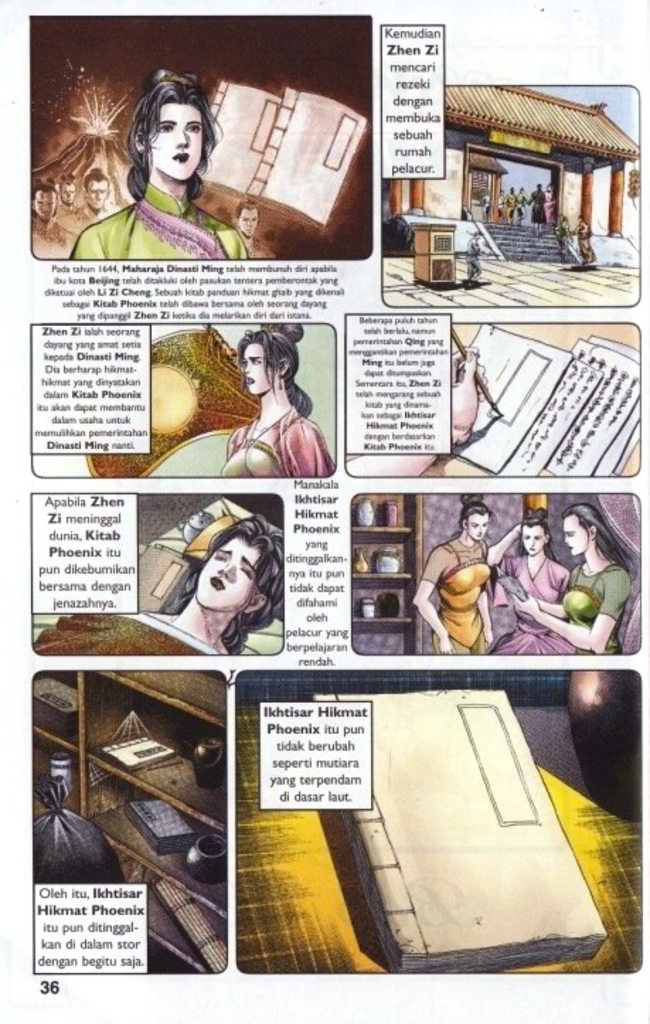 Kemudian
Zhen Zi
mencari
rezeki
dengan
membuka
sebuah
rumah
pelacur.
Pada tahun 1644, Maharaja Dinasti Ming telah membunuh diri apabila
ibu kota Beijing telah ditakluki oleh pasukan tentera pemberontak yang
diketuai oleh Li Zi Cheng. Sebuah kitab panduan hikmat ghaib yang dikenali
sebagai Kitab Phoenix telah dibawa bersama oleh seorang dayang
yang dipanggil Zhen Zi ketika dia melarikan diri dari istana.
Zhen Zi ialah seorang
dayang yang amat setia
kepada Dinasti Ming.
Dia berharap hikmat-
hikmat yang dinyatakan
dalam Kitab Phoenix
itu akan dapat membantu
dalam usaha untuk
memulihkan pemerintahan
Dinasti Ming nanti.
Beberapa puluh tahun
telah berlalu, namun
pemerintahan Qing yang
menggantikan pemerintahan
Ming itu belum juga
dapat ditumpaskan.
Sementara itu, Zhen Zi
telah mengarang sebuah
kitab yang dinama-
kan sebagai Ikhtisar
Hikmat Phoenix
dengan berdasarkan
Kitab Phoenix itu.
Apabila Zhen
Zi meninggal
dunia, Kitab
Phoenix itu
pun dikebumikan
bersama dengan
jenazahnya.
Manakala
Ikhtisar
Hikmat
Phoenix
yang
ditinggalkan-
nya itu pun
tidak dapat
difahami
oleh
pelacur yang
berpelajaran
rendah.
Oleh itu, Ikhtisar
Hikmat Phoenix
itu pun ditinggal-
kan di dalam stor
dengan begitu saja.
Ikhtisar Hikmat
Phoenix itu pun
tidak berubah
seperti mutiara
yang terpendam
di dasar laut.
36